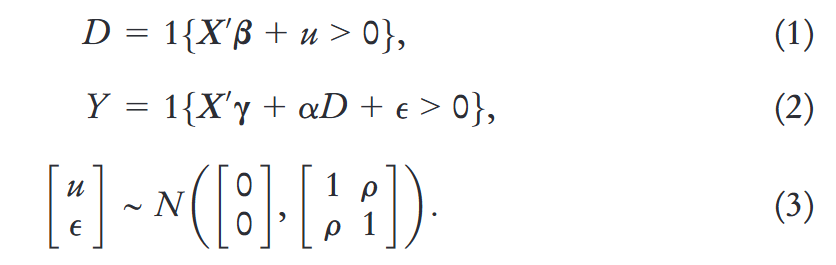 D = 1{X′β + u > 0}, (1)
Y = 1{X′γ + αD + ϵ > 0}, (2)
[u ϵ] ~ N([0 0], [1 ρ ρ 1]). (3)